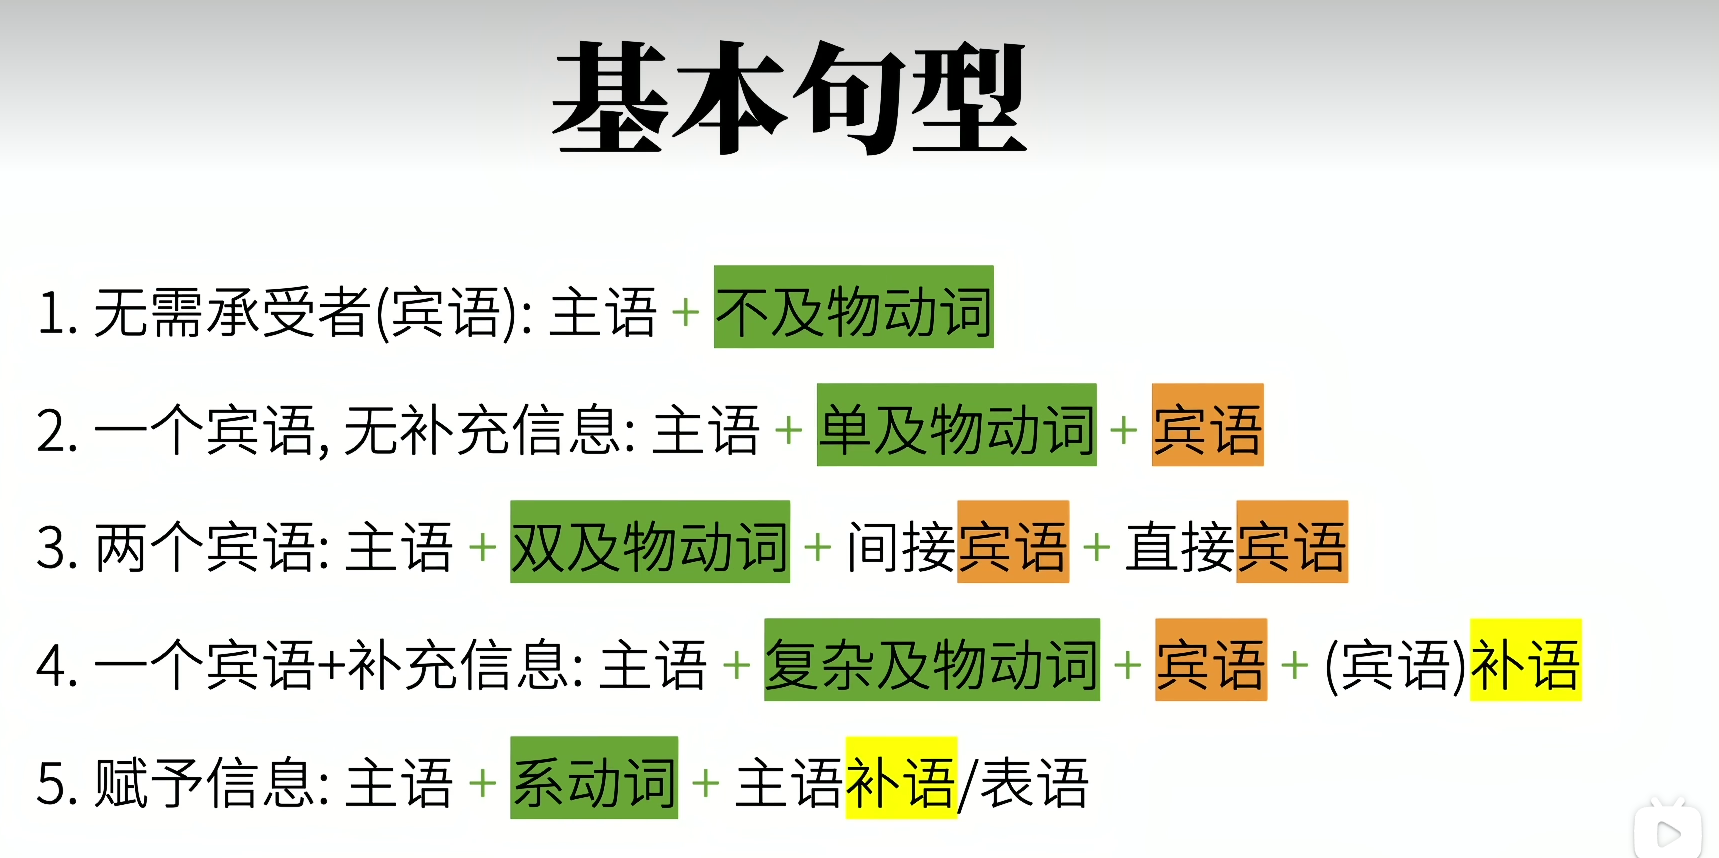 基本句型
1. 无需承受者(宾语): 主语 + 不及物动词
2. 一个宾语, 无补充信息: 主语 + 单及物动词 + 宾语
3. 两个宾语: 主语 + 双及物动词 + 间接宾语 + 直接宾语
4. 一个宾语+补充信息: 主语 + 复杂及物动词 + 宾语 + (宾语)补语
5. 赋予信息: 主语 + 系动词 + 主语补语/表语